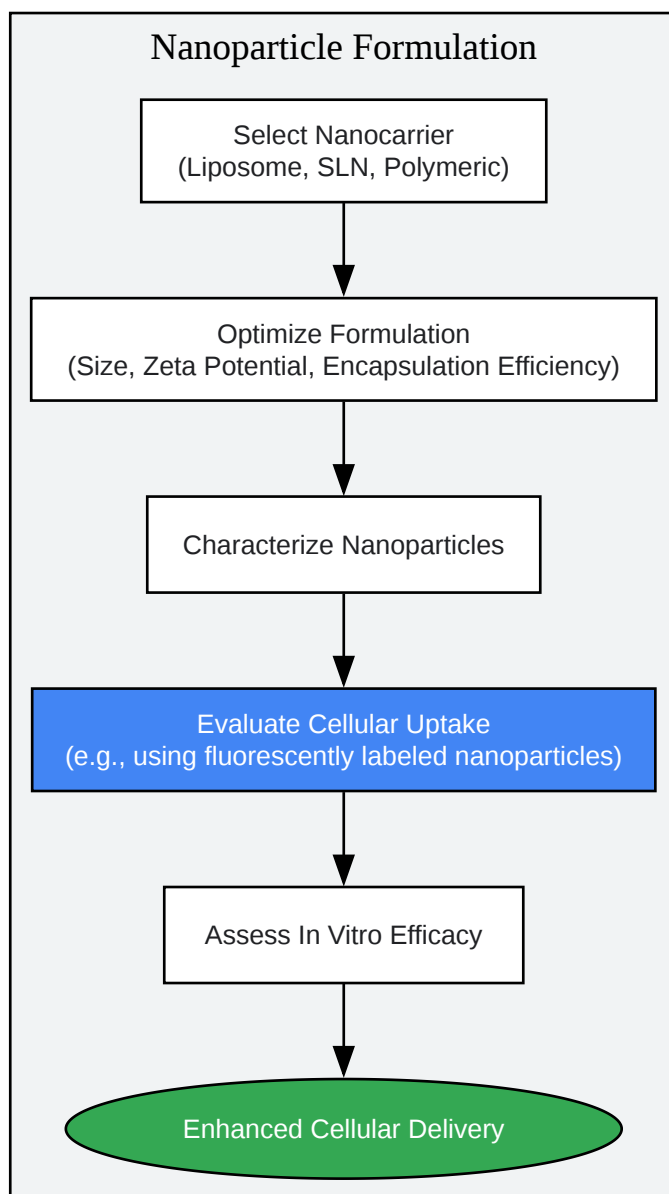 Nanoparticle Formulation
Select Nanocarrier
(Liposome, SLN, Polymeric)
Optimize Formulation
(Size, Zeta Potential, Encapsulation Efficiency)
Characterize Nanoparticles
Evaluate Cellular Uptake
(e.g., using fluorescently labeled nanoparticles)
Assess In Vitro Efficacy
Enhanced Cellular Delivery